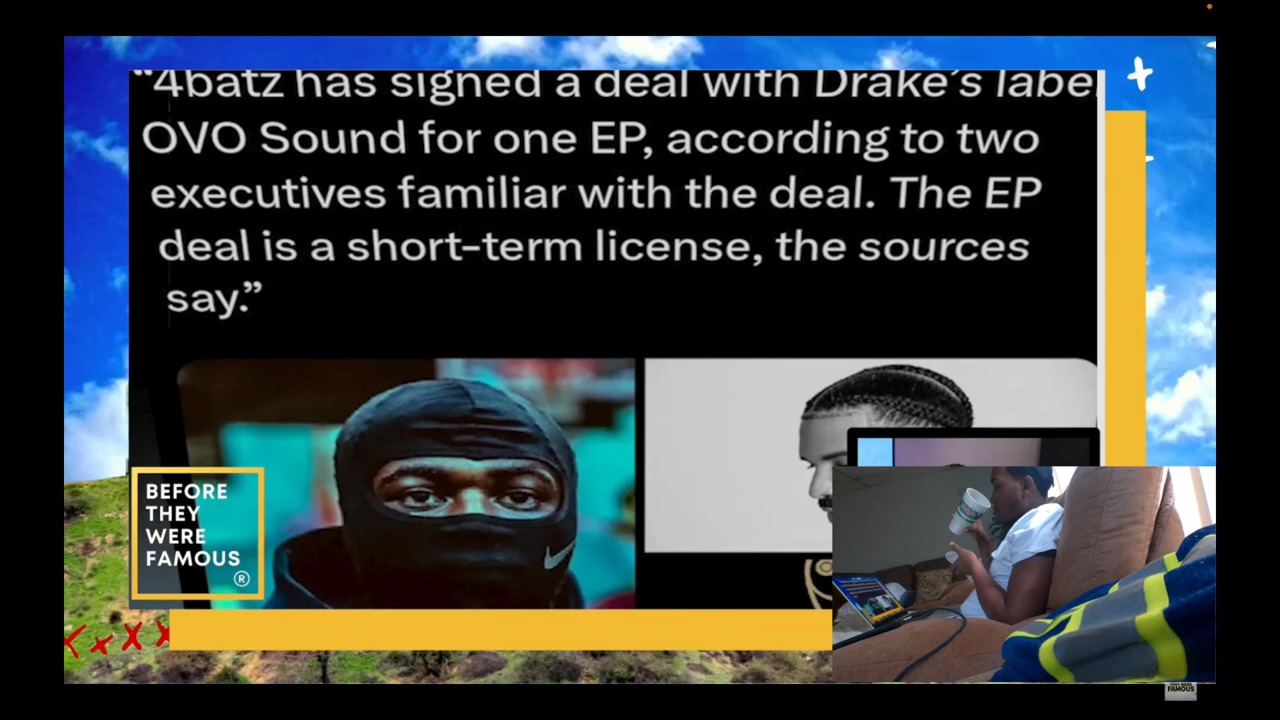 “4batz has signed a deal with Drake’s label
OVO Sound for one EP, according to two
executives familiar with the deal. The EP
deal is a short-term license, the sources
say.”
BEFORE
THEY
WERE
FAMOUS
®
FAMOUS